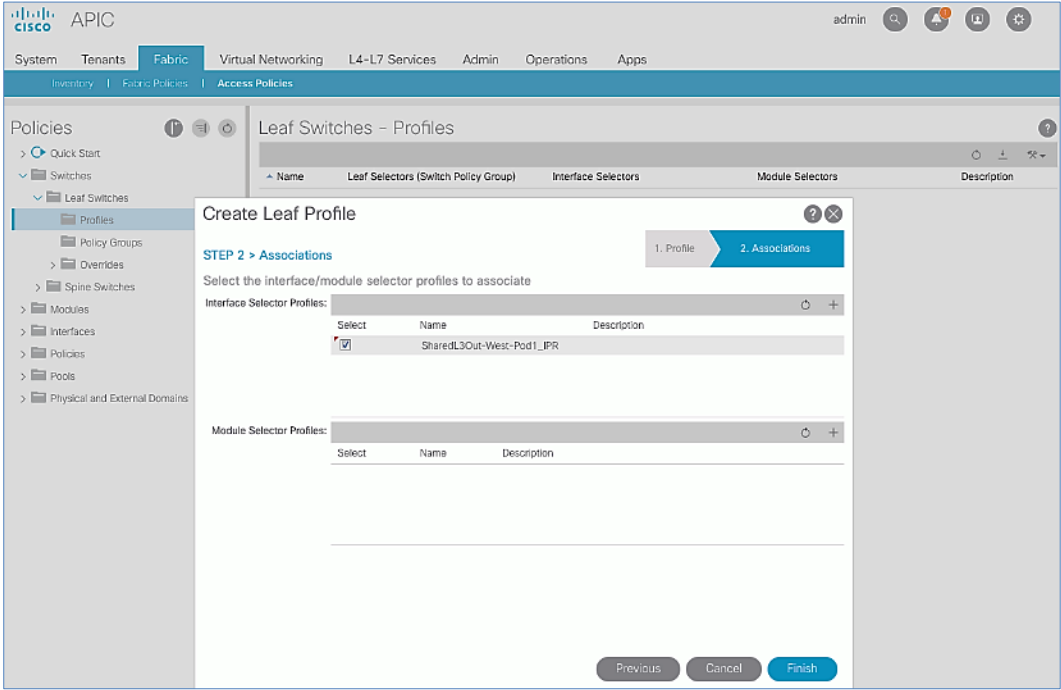 cisco APIC admin
System Tenants Fabric Virtual Networking L4-L7 Services Admin Operations Apps
Inventory | Fabric Policies | Access Policies
Policies
Quick Start
Switches
Leaf Switches
Profiles
Policy Groups
Overrides
Spine Switches
Modules
Interfaces
Policies
Pools
Physical and External Domains
Leaf Switches - Profiles
Name Leaf Selectors (Switch Policy Group) Interface Selectors Module Selectors Description
Create Leaf Profile
STEP 2 > Associations
1. Profile 2. Associations
Select the interface/module selector profiles to associate
Interface Selector Profiles:
Select Name Description
SharedL3Out-West-Pod1_IPR
Module Selector Profiles:
Select Name Description
Previous Cancel Finish